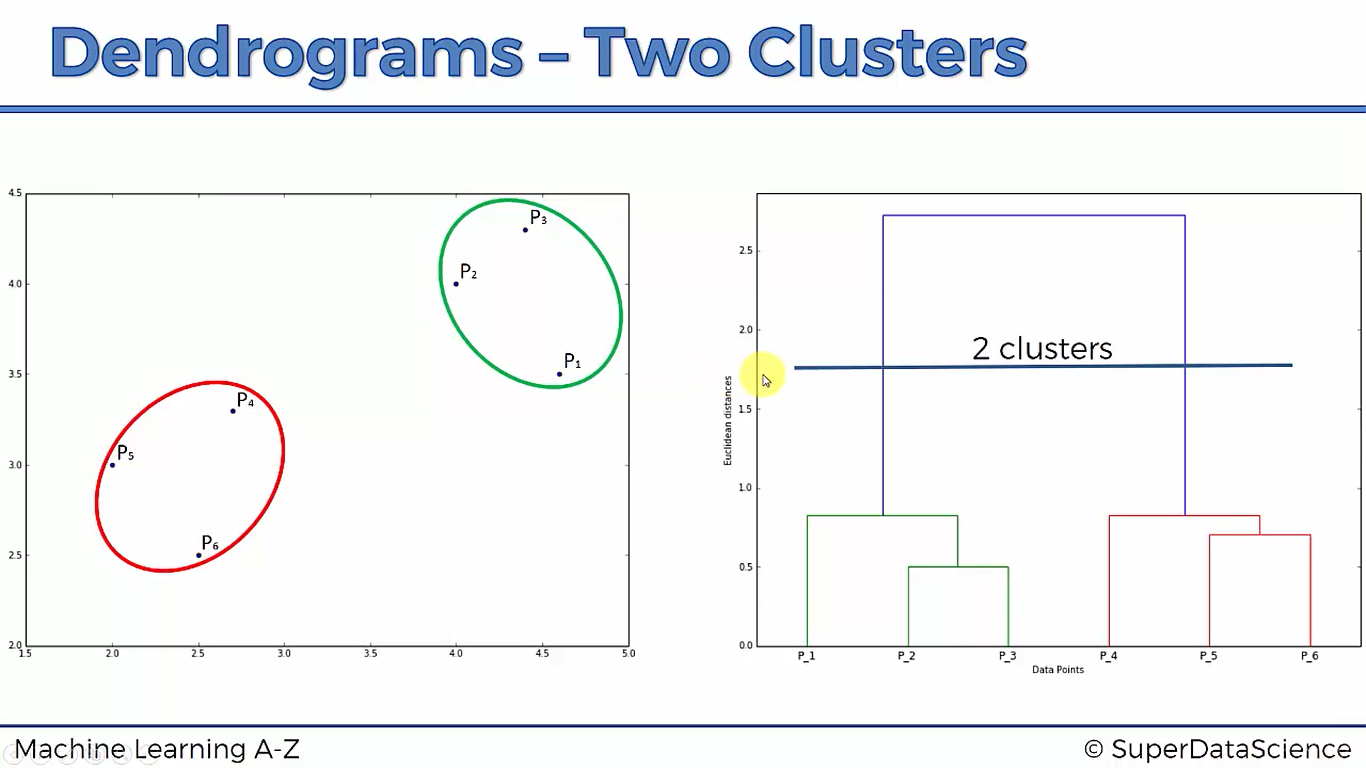 Dendrograms – Two Clusters
4.5
4.0
3.5
3.0
2.5
2.0
1.5 2.0 2.5 3.0 3.5 4.0 4.5 5.0
P₃
P₂
P₁
P₄
P₅
P₆
2.5
2.0
1.5
1.0
0.5
0.0
Euclidean distances
2 clusters
P_1 P_2 P_3 P_4 P_5 P_6
Data Points
Machine Learning A-Z
© SuperDataScience